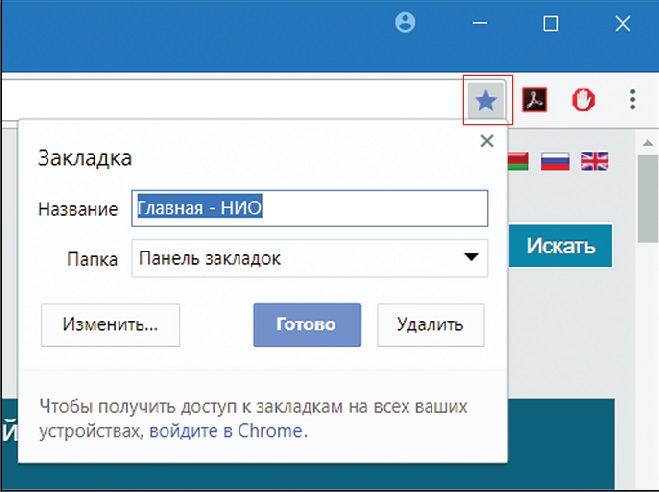 Закладка
Название Главная - НИО
Папка Панель закладок
Искать
Изменить... Готово Удалить
Чтобы получить доступ к закладкам на всех ваших
устройствах, войдите в Chrome.
й